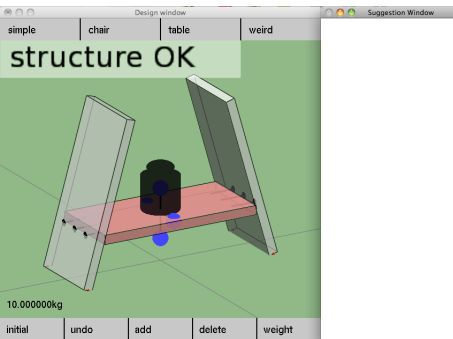 Design window
Suggestion Window
simple chair table weird
structure OK
10.000000kg
initial undo add delete weight